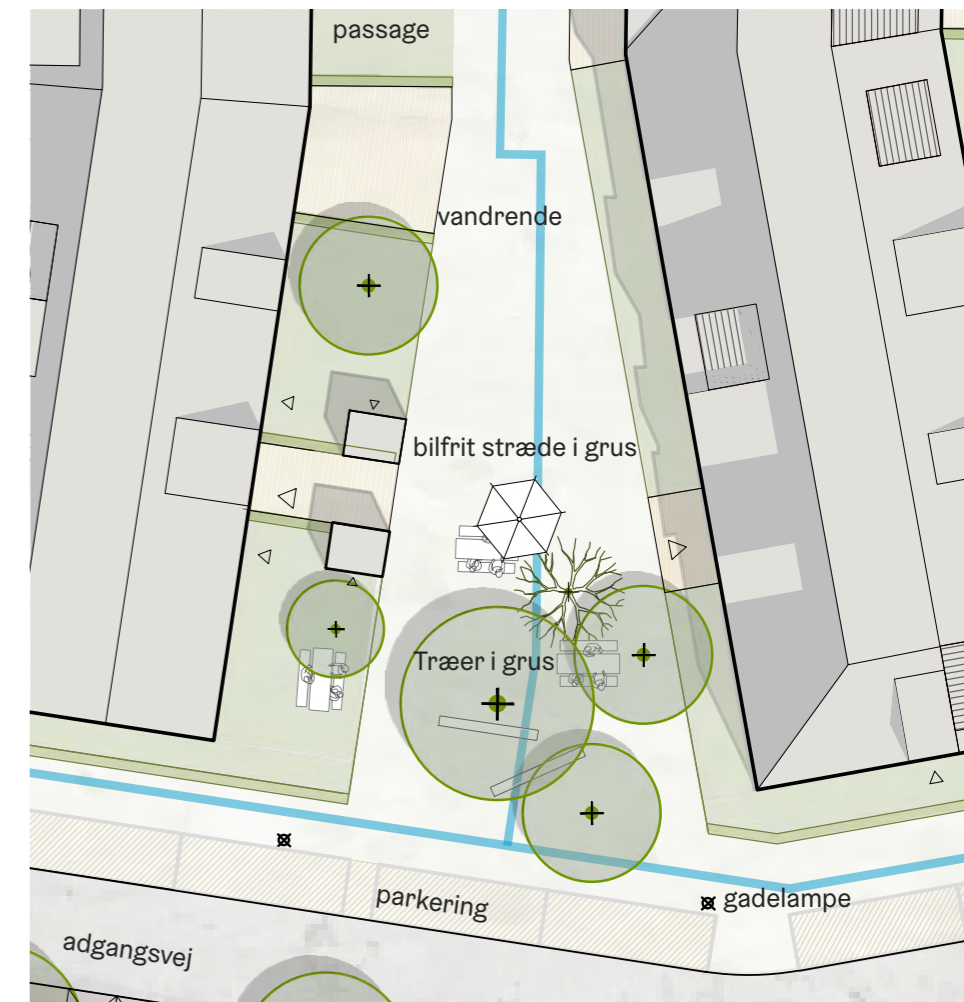 passage
vandrende
bilfrit stræde i grus
Træer i grus
parkering
gadelampe
adgangsvej